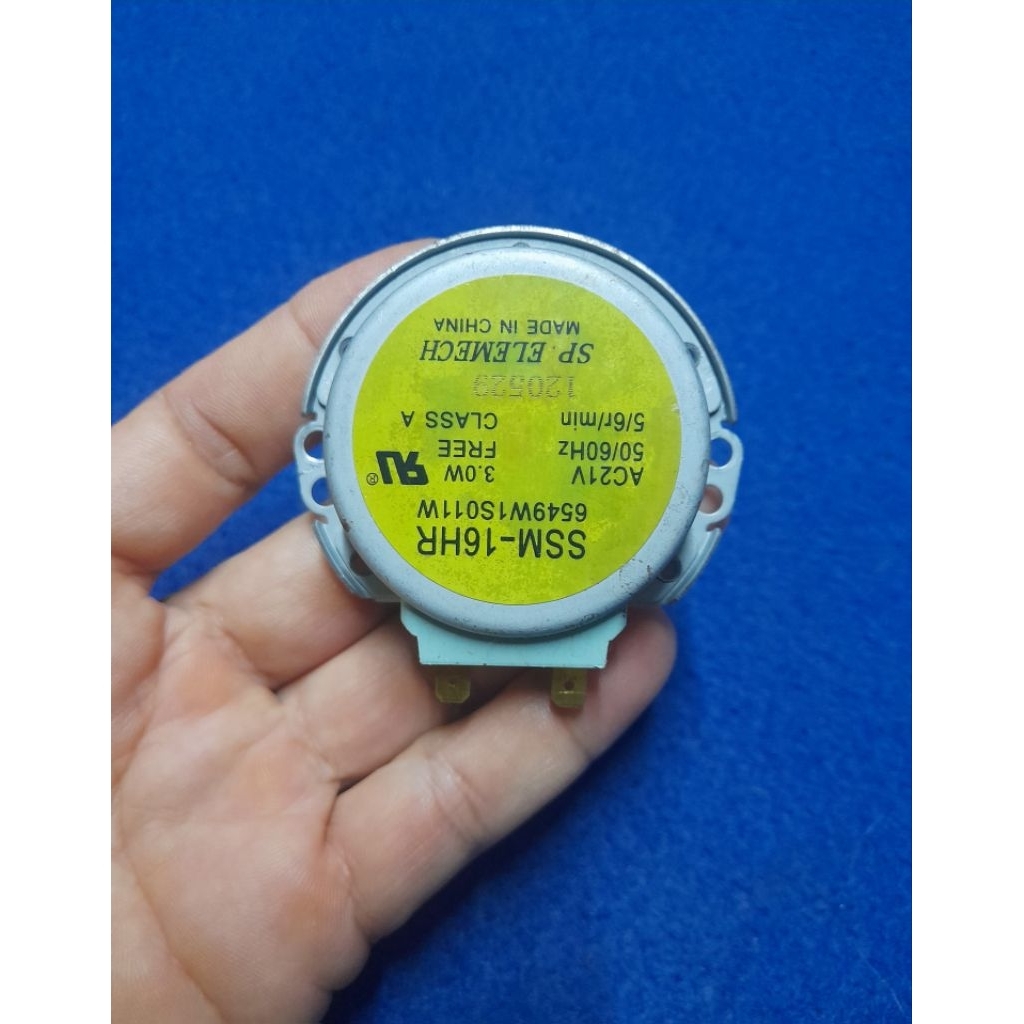 SSM-16HR
6549W1S011W
AC21V 3.0W
50/60Hz FREE
5/6r/min CLASS A
120529
SP ELEMECH
MADE IN CHINA
RU ®